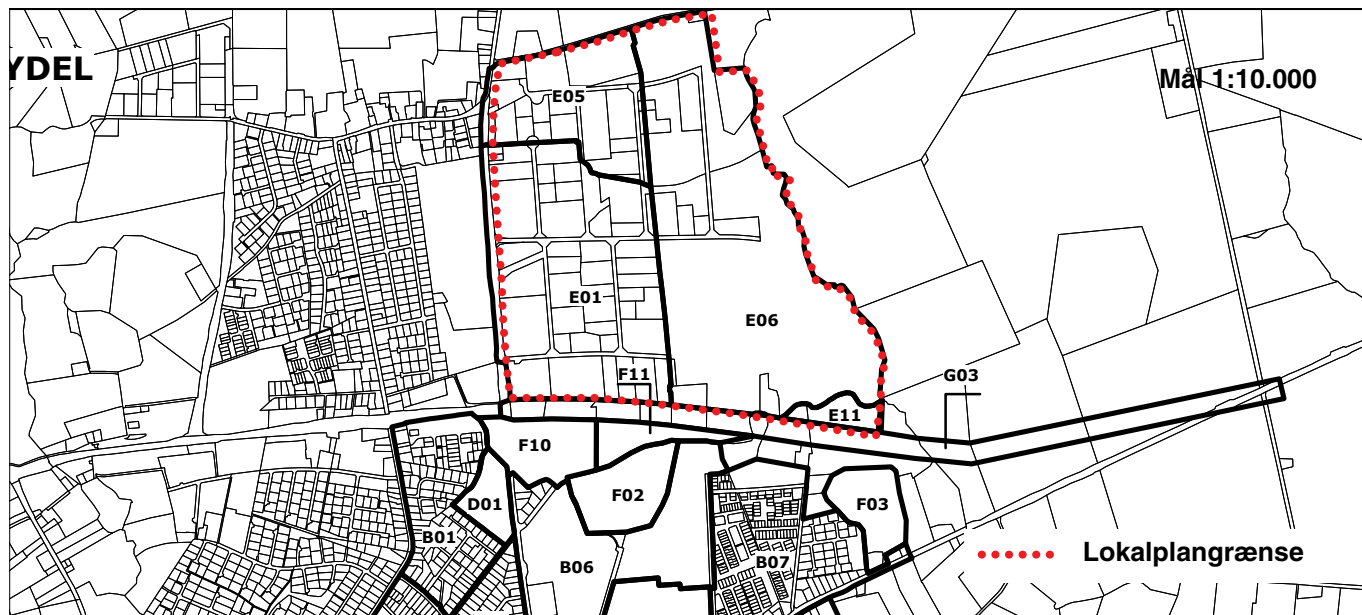 YDEL
Mål 1:10.000
E05
E01
E06
F11
G03
E11
F10
F02
D01
F03
B01
B06
B07
Lokalplangrænse